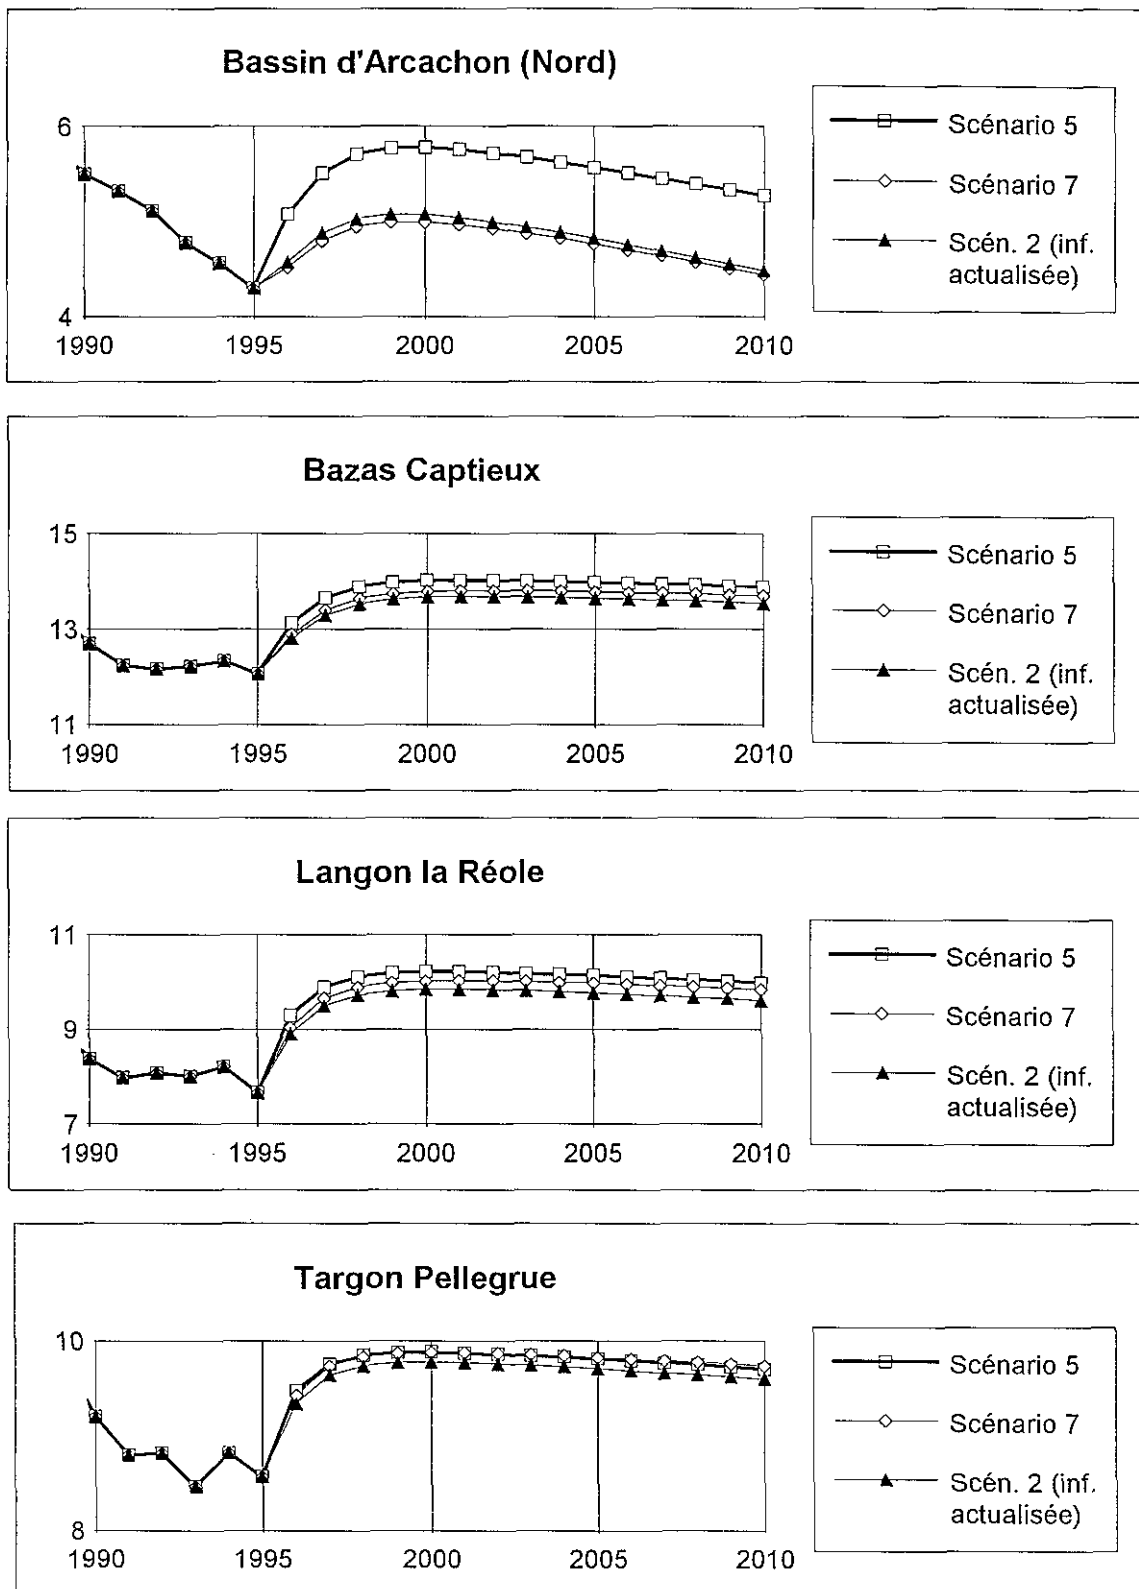 Bassin d'Arcachon (Nord)
6
4
1990 1995 2000 2005 2010
Scénario 5
Scénario 7
Scén. 2 (inf.
actualisée)
Bazas Captieux
15
13
11
1990 1995 2000 2005 2010
Scénario 5
Scénario 7
Scén. 2 (inf.
actualisée)
Langon la Réole
11
9
7
1990 1995 2000 2005 2010
Scénario 5
Scénario 7
Scén. 2 (inf.
actualisée)
Targon Pellegrue
10
8
1990 1995 2000 2005 2010
Scénario 5
Scénario 7
Scén. 2 (inf.
actualisée)